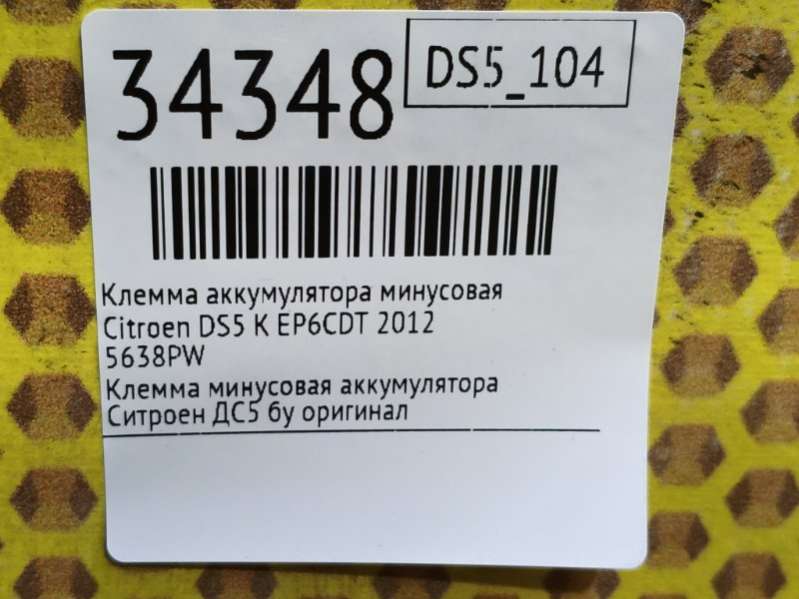 34348
DS5_104
Клемма аккумулятора минусовая
Citroen DS5 K EP6CDT 2012
5638PW
Клемма минусовая аккумулятора
Ситроен ДС5 бу оригинал